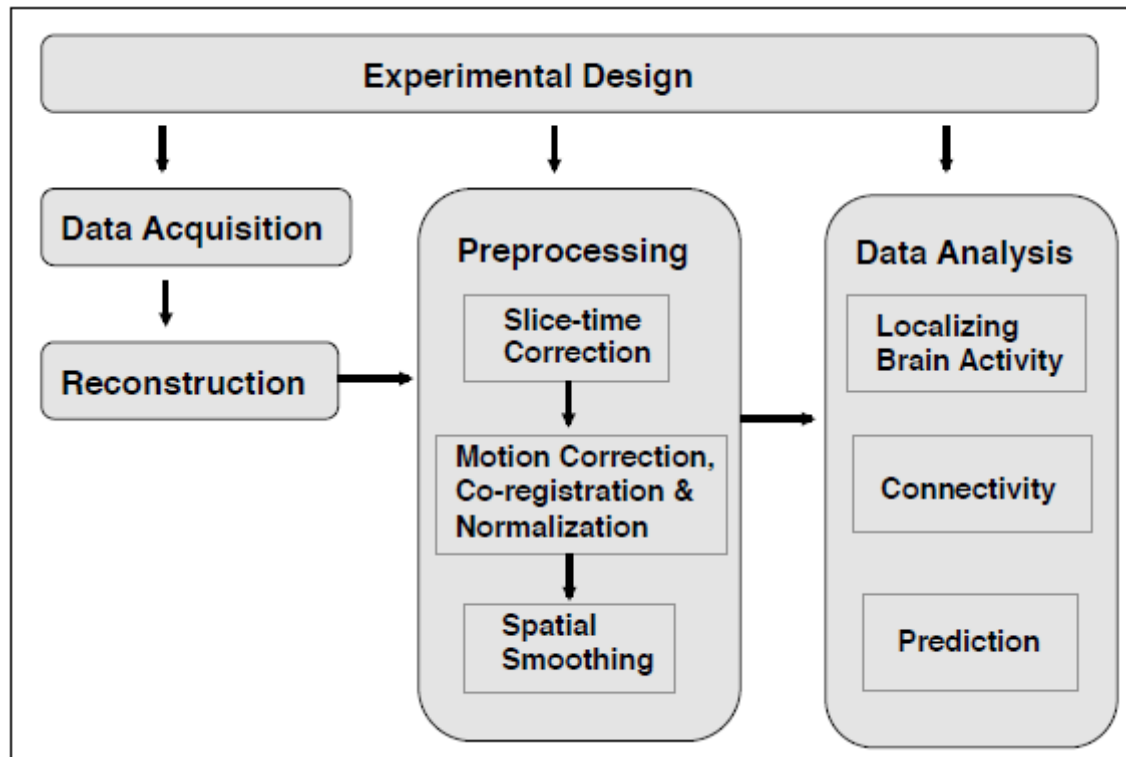 Experimental Design
Data Acquisition
Reconstruction
Preprocessing
Slice-time
Correction
Motion Correction,
Co-registration &
Normalization
Spatial
Smoothing
Data Analysis
Localizing
Brain Activity
Connectivity
Prediction